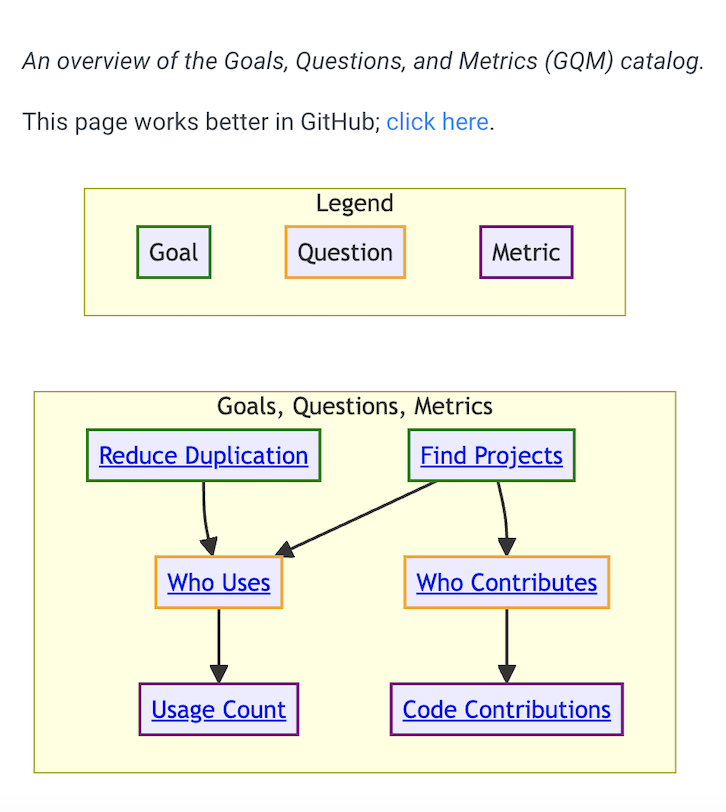 An overview of the Goals, Questions, and Metrics (GQM) catalog.
This page works better in GitHub; click here.
Legend
Goal
Question
Metric
Goals, Questions, Metrics
Reduce Duplication
Find Projects
Who Uses
Who Contributes
Usage Count
Code Contributions